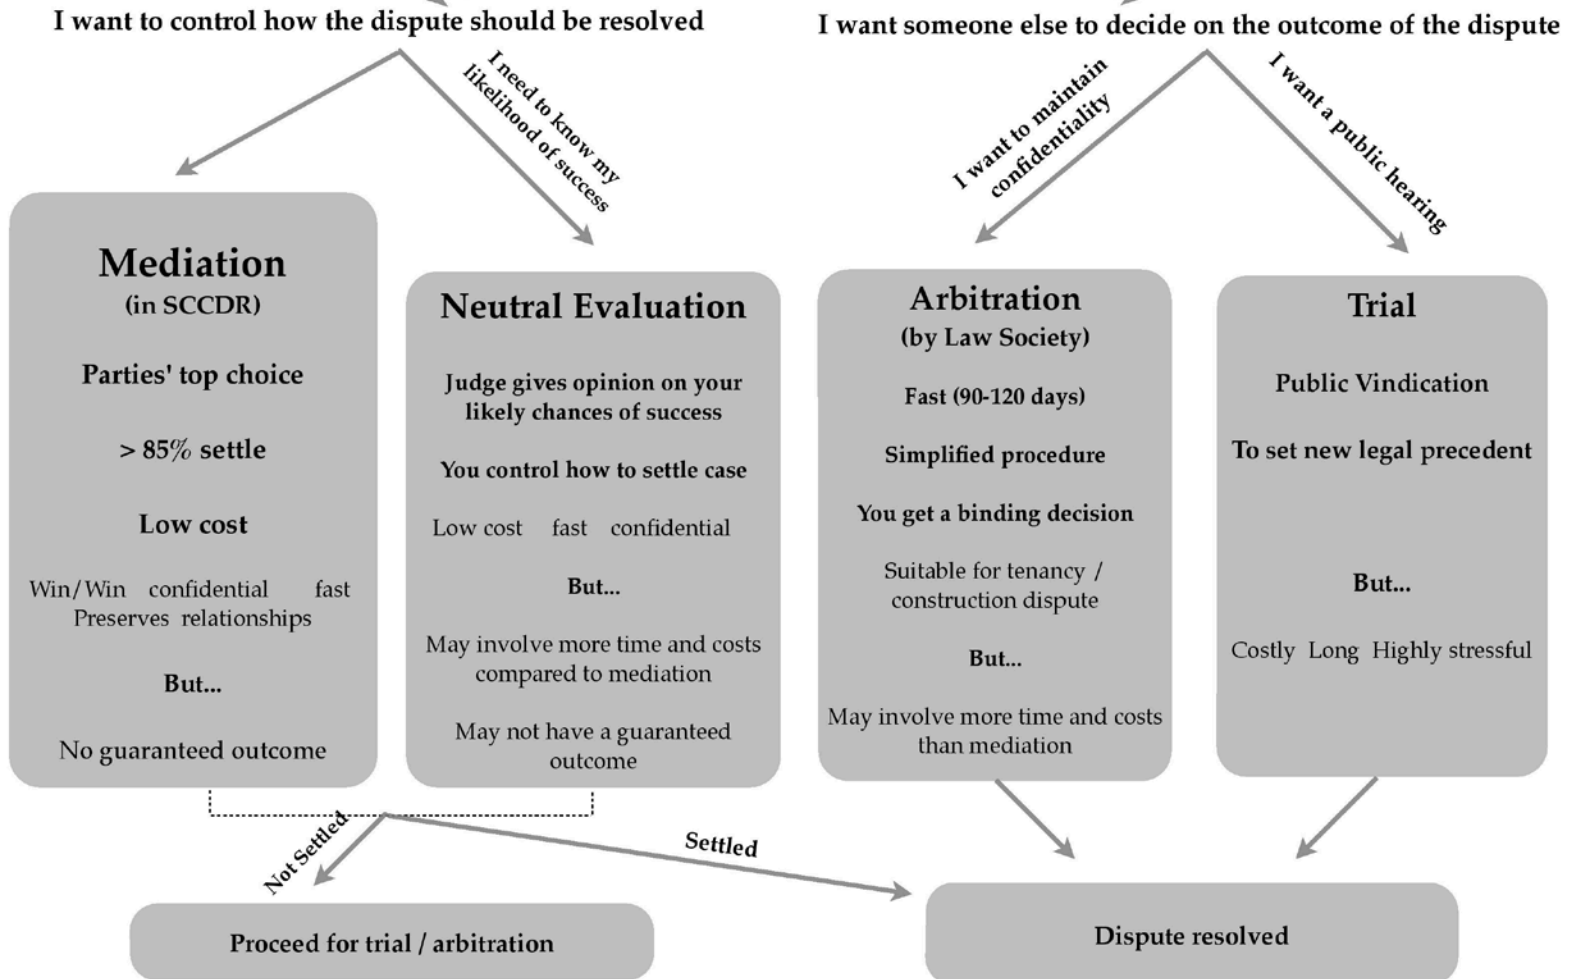 I want to control how the dispute should be resolved
I want someone else to decide on the outcome of the dispute
I need to know my
likelihood of success
I want to maintain
confidentiality
I want a public hearing
Mediation
(in SCCDR)
Parties' top choice
> 85% settle
Low cost
Win/Win confidential fast
Preserves relationships
But...
No guaranteed outcome
Neutral Evaluation
Judge gives opinion on your
likely chances of success
You control how to settle case
Low cost fast confidential
But...
May involve more time and costs
compared to mediation
May not have a guaranteed
outcome
Arbitration
(by Law Society)
Fast (90-120 days)
Simplified procedure
You get a binding decision
Suitable for tenancy /
construction dispute
But...
May involve more time and costs
than mediation
Trial
Public Vindication
To set new legal precedent
But...
Costly Long Highly stressful
Not Settled
Settled
Proceed for trial / arbitration
Dispute resolved